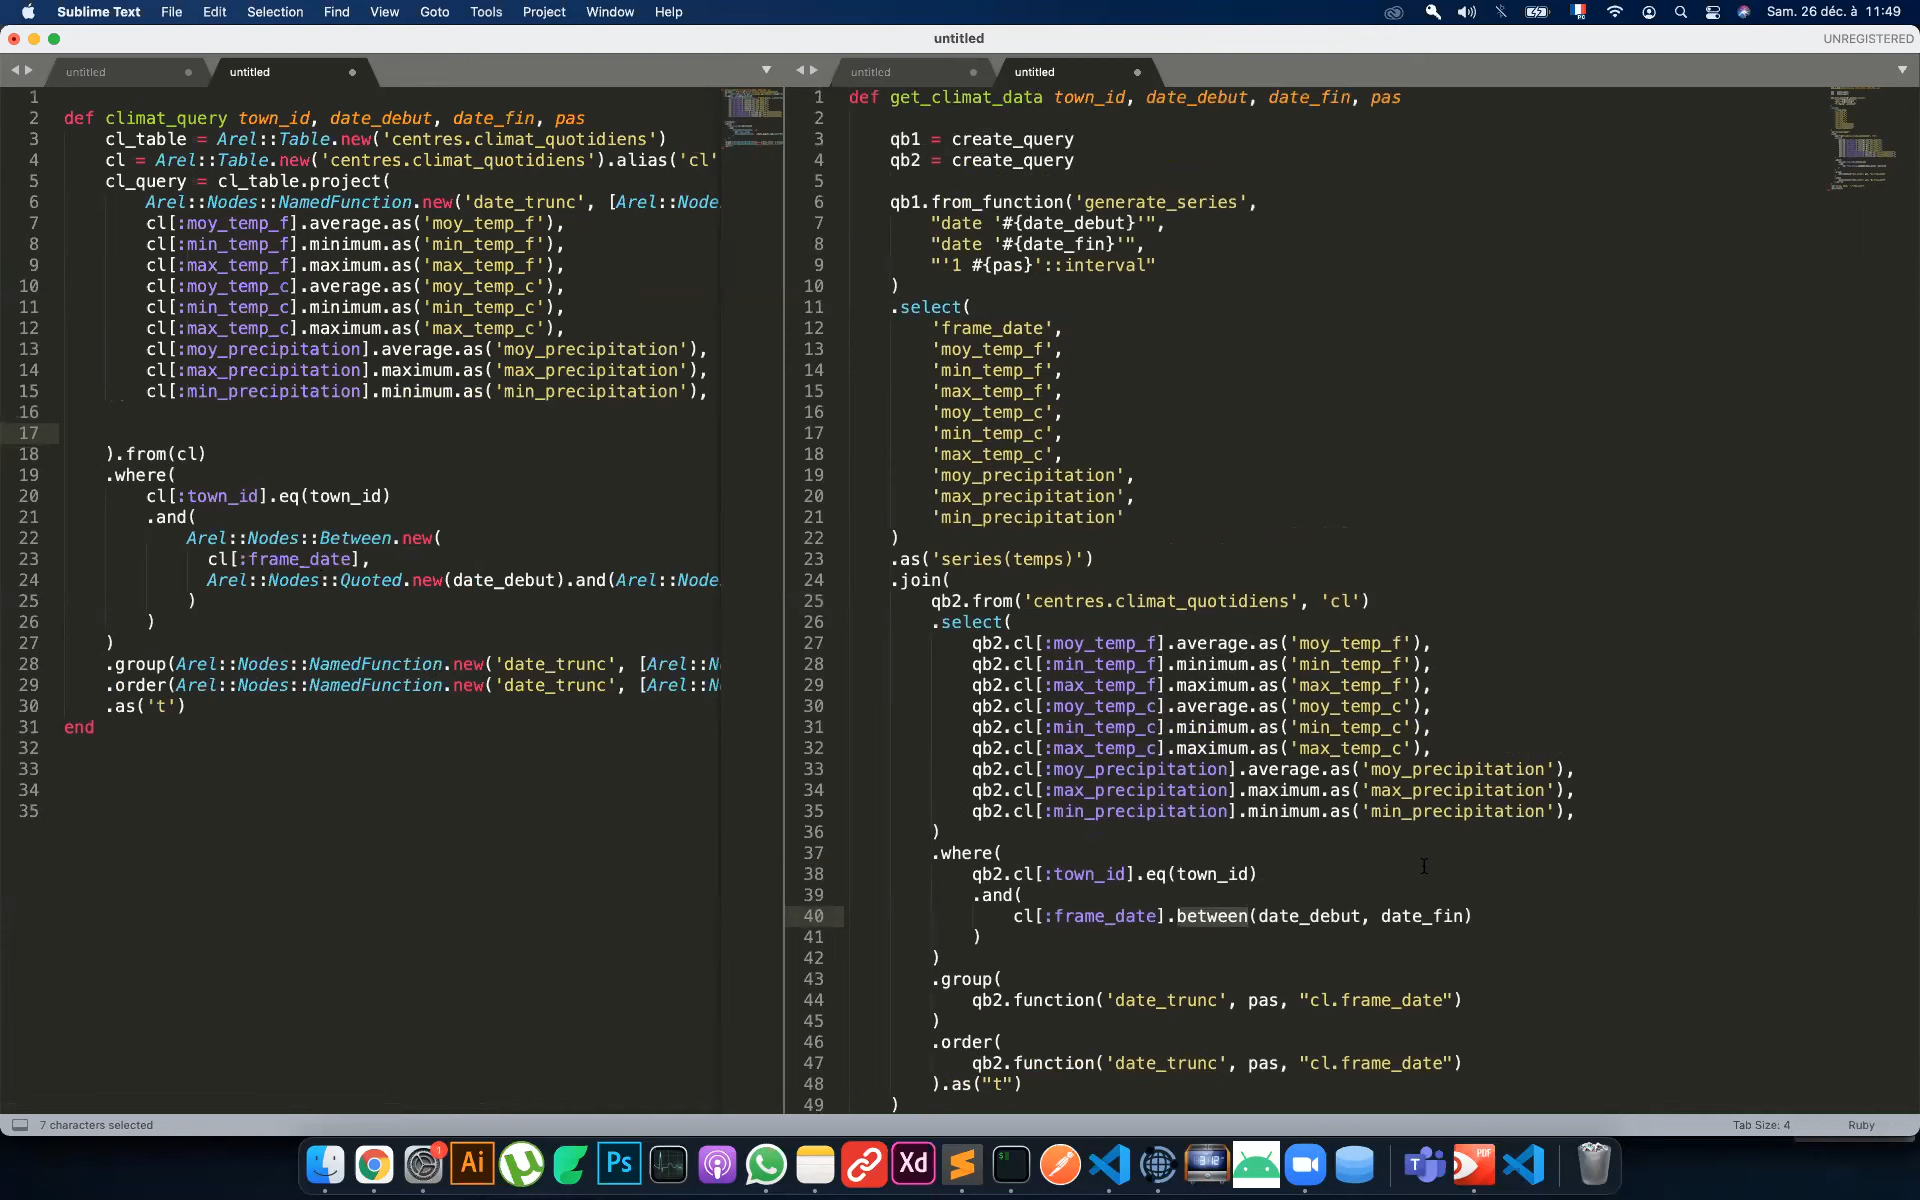 Sublime Text File Edit Selection Find View Goto Tools Project Window Help Sam. 26 déc. à 11:49
untitled UNREGISTERED
untitled untitled untitled untitled
1
2 def climat_query town_id, date_debut, date_fin, pas
3 cl_table = Arel::Table.new('centres.climat_quotidiens')
4 cl = Arel::Table.new('centres.climat_quotidiens').alias('cl'
5 cl_query = cl_table.project(
6 Arel::Nodes::NamedFunction.new('date_trunc', [Arel::Node
7 cl[:moy_temp_f].average.as('moy_temp_f'),
8 cl[:min_temp_f].minimum.as('min_temp_f'),
9 cl[:max_temp_f].maximum.as('max_temp_f'),
10 cl[:moy_temp_c].average.as('moy_temp_c'),
11 cl[:min_temp_c].minimum.as('min_temp_c'),
12 cl[:max_temp_c].maximum.as('max_temp_c'),
13 cl[:moy_precipitation].average.as('moy_precipitation'),
14 cl[:max_precipitation].maximum.as('max_precipitation'),
15 cl[:min_precipitation].minimum.as('min_precipitation'),
16
17
18 ).from(cl)
19 .where(
20 cl[:town_id].eq(town_id)
21 .and(
22 Arel::Nodes::Between.new(
23 cl[:frame_date],
24 Arel::Nodes::Quoted.new(date_debut).and(Arel::Node
25 )
26 )
27 )
28 .group(Arel::Nodes::NamedFunction.new('date_trunc', [Arel::N
29 .order(Arel::Nodes::NamedFunction.new('date_trunc', [Arel::N
30 .as('t')
31 end
32
33
34
35
1 def get_climat_data town_id, date_debut, date_fin, pas
2
3 qb1 = create_query
4 qb2 = create_query
5
6 qb1.from_function('generate_series',
7 "date '#{date_debut}'",
8 "date '#{date_fin}'",
9 "'1 #{pas}'::interval"
10 )
11 .select(
12 'frame_date',
13 'moy_temp_f',
14 'min_temp_f',
15 'max_temp_f',
16 'moy_temp_c',
17 'min_temp_c',
18 'max_temp_c',
19 'moy_precipitation',
20 'max_precipitation',
21 'min_precipitation'
22 )
23 .as('series(temps)')
24 .join(
25 qb2.from('centres.climat_quotidiens', 'cl')
26 .select(
27 qb2.cl[:moy_temp_f].average.as('moy_temp_f'),
28 qb2.cl[:min_temp_f].minimum.as('min_temp_f'),
29 qb2.cl[:max_temp_f].maximum.as('max_temp_f'),
30 qb2.cl[:moy_temp_c].average.as('moy_temp_c'),
31 qb2.cl[:min_temp_c].minimum.as('min_temp_c'),
32 qb2.cl[:max_temp_c].maximum.as('max_temp_c'),
33 qb2.cl[:moy_precipitation].average.as('moy_precipitation'),
34 qb2.cl[:max_precipitation].maximum.as('max_precipitation'),
35 qb2.cl[:min_precipitation].minimum.as('min_precipitation'),
36 )
37 .where(
38 qb2.cl[:town_id].eq(town_id)
39 .and(
40 cl[:frame_date].between(date_debut, date_fin)
41 )
42 )
43 .group(
44 qb2.function('date_trunc', pas, "cl.frame_date")
45 )
46 .order(
47 qb2.function('date_trunc', pas, "cl.frame_date")
48 ).as("t")
49 )
7 characters selected Tab Size: 4 Ruby
1 Ai Ps Xd PDF